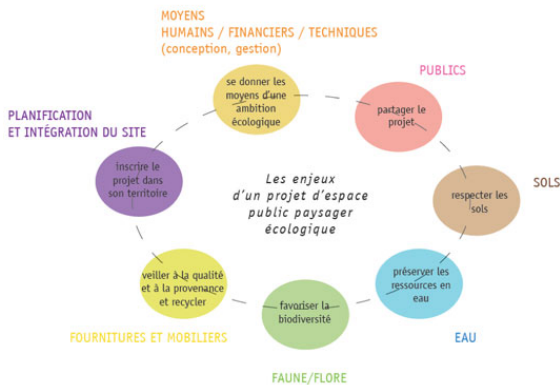 MOYENS
HUMAINS / FINANCIERS / TECHNIQUES
(conception, gestion)
se donner les
moyens d'une
ambition
écologique
PUBLICS
partager le
projet
PLANIFICATION
ET INTÉGRATION DU SITE
inscrire le
projet dans
son territoire
Les enjeux
d'un projet d'espace
public paysager
écologique
SOLS
respecter les
sols
veiller à la qualité
et à la provenance
et recycler
préserver les
ressources en
eau
favoriser la
biodiversité
FOURNITURES ET MOBILIERS
EAU
FAUNE/FLORE